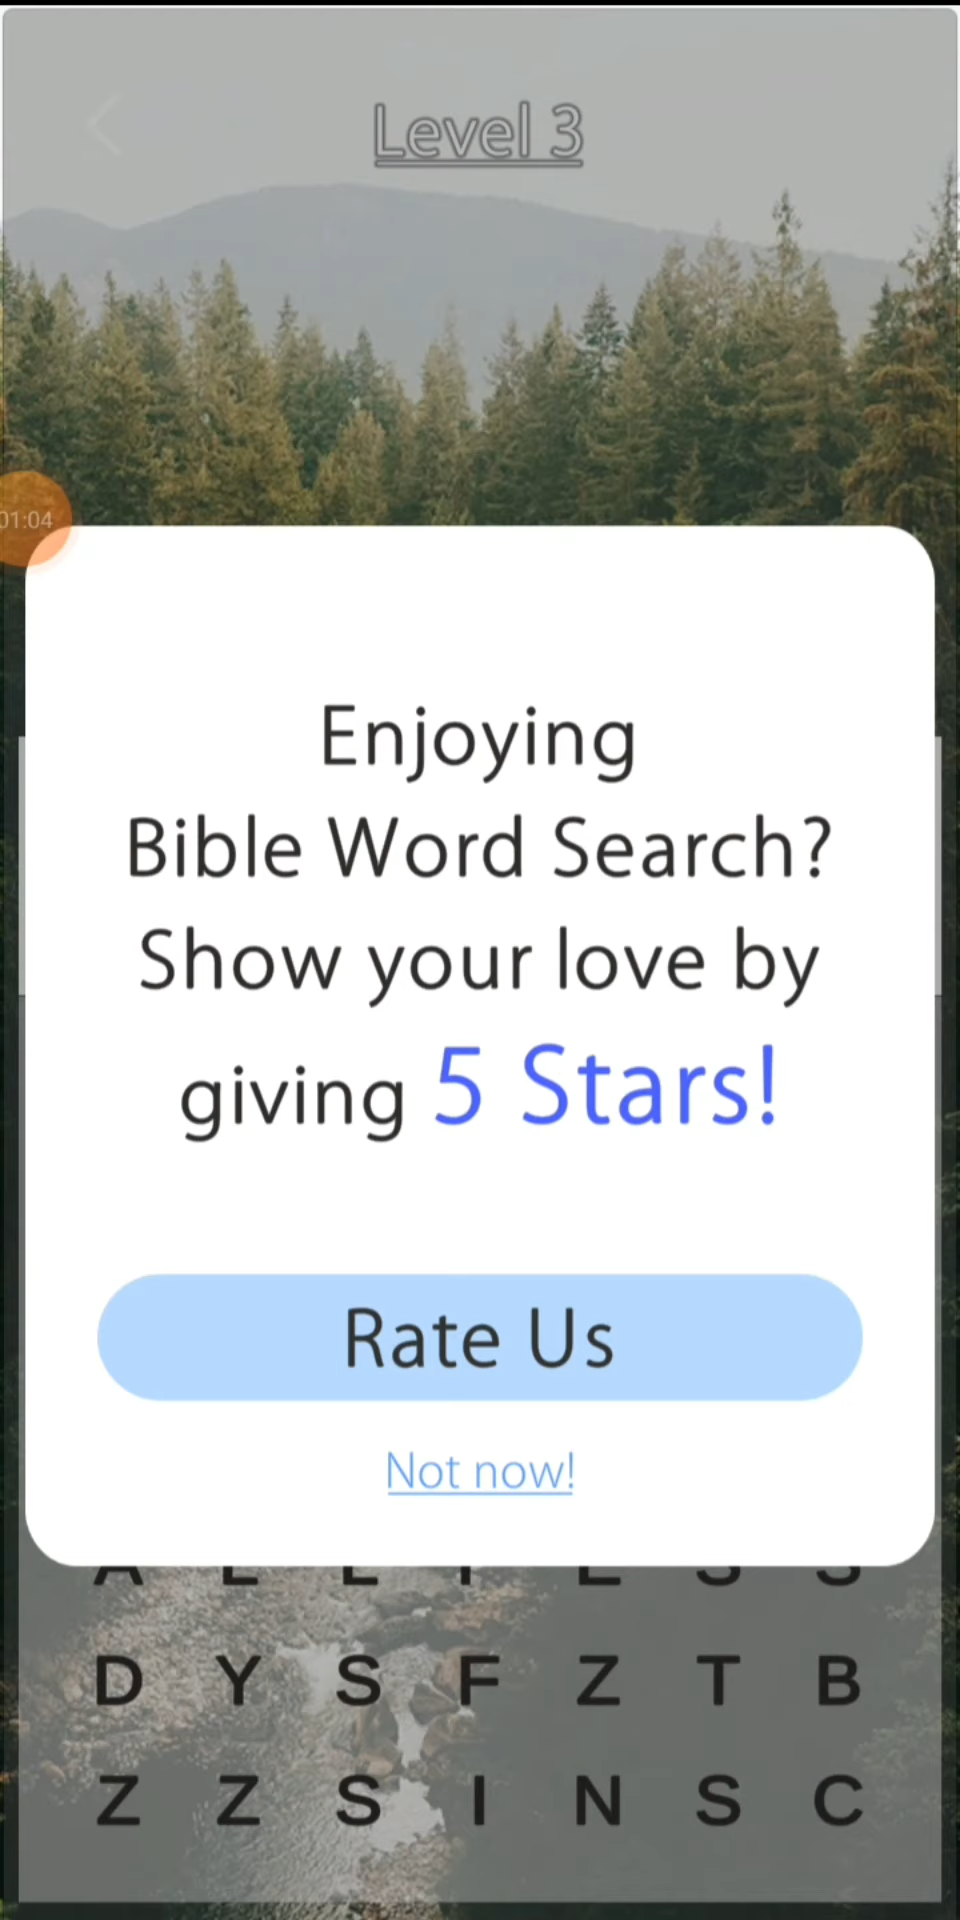 Level 3
01:04
Enjoying
Bible Word Search?
Show your love by
giving 5 Stars!
Rate Us
Not now!
D Y S F Z T B
Z Z S I N S C